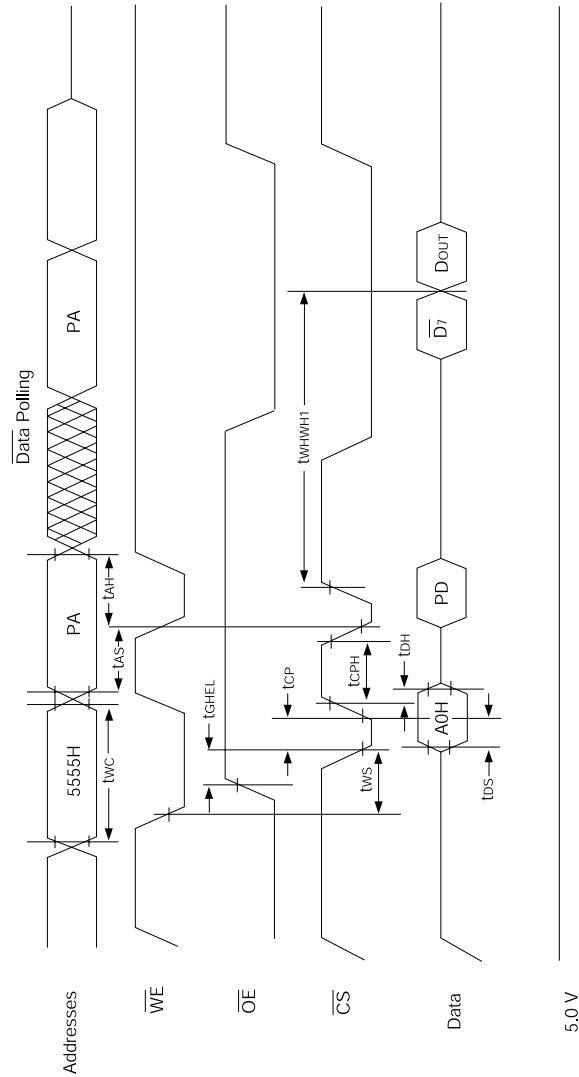 Data Polling
Addresses
5555H
PA
PA
tWC
tAS
tAH
WE
tGHEL
OE
tCP
tWHWH1
CS
tWS
tCPH
tDH
Data
A0H
PD
D7
DOUT
tDS
5.0 V